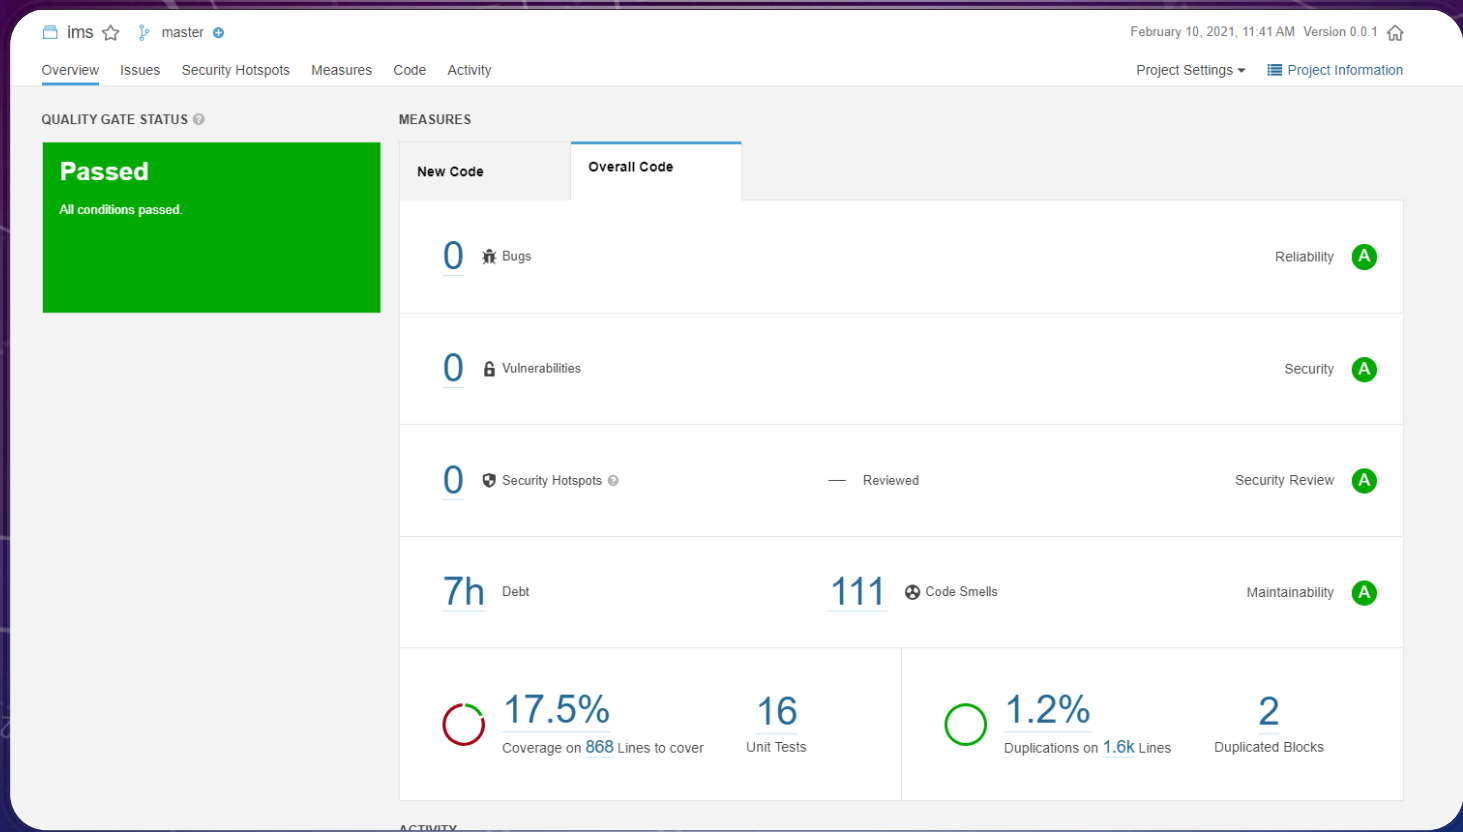 ims master
February 10, 2021, 11:41 AM Version 0.0.1
Overview Issues Security Hotspots Measures Code Activity
Project Settings Project Information
QUALITY GATE STATUS ?
Passed
All conditions passed.
MEASURES
New Code
Overall Code
0 Bugs
Reliability A
0 Vulnerabilities
Security A
0 Security Hotspots ?
— Reviewed
Security Review A
7h Debt
111 Code Smells
Maintainability A
17.5%
Coverage on 868 Lines to cover
16
Unit Tests
1.2%
Duplications on 1.6k Lines
2
Duplicated Blocks
ACTIVITY